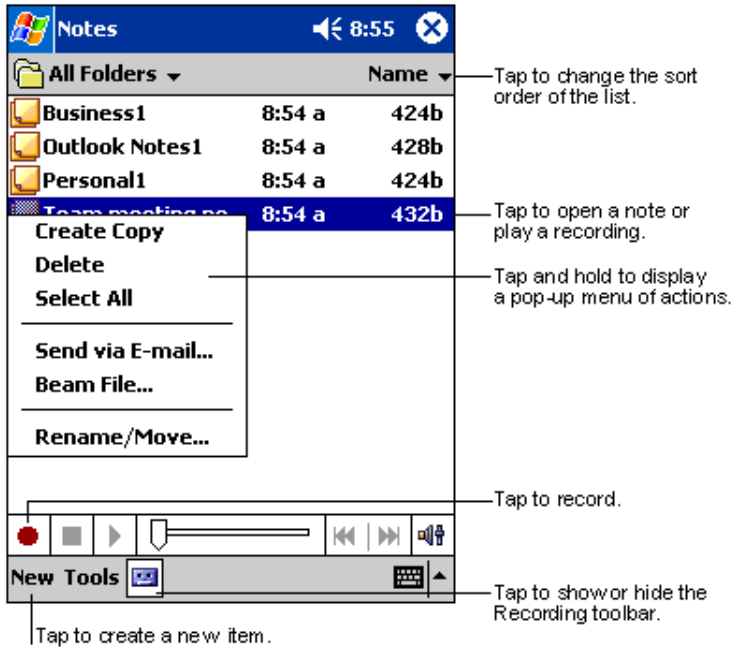 Notes 8:55
All Folders Name
Tap to change the sort
order of the list.
Business1 8:54 a 424b
Outlook Notes1 8:54 a 428b
Personal1 8:54 a 424b
Team meeting no... 8:54 a 432b
Tap to open a note or
play a recording.
Create Copy
Delete
Select All
Tap and hold to display
a pop-up menu of actions.
Send via E-mail...
Beam File...
Rename/Move...
Tap to record.
New Tools
Tap to show or hide the
Recording toolbar.
Tap to create a new item.